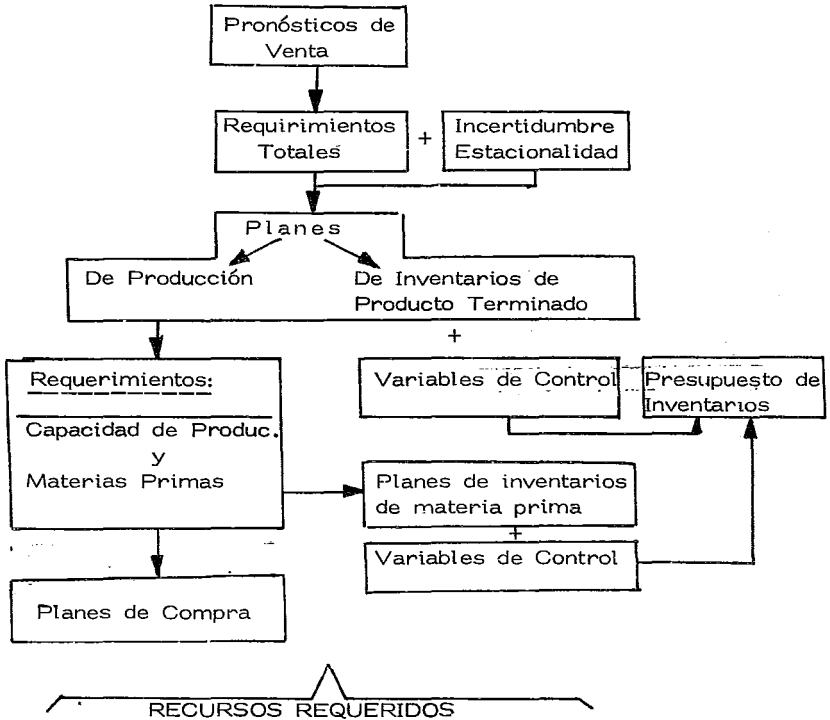 Pronósticos de
Venta
Requirimientos
Totales
+
Incertidumbre
Estacionalidad
Planes
De Producción
De Inventarios de
Producto Terminado
+
Requerimientos:
Capacidad de Produc.
y
Materias Primas
Variables de Control
Presupuesto de
Inventarios
Planes de inventarios
de materia prima
+
Variables de Control
Planes de Compra
RECURSOS REQUERIDOS